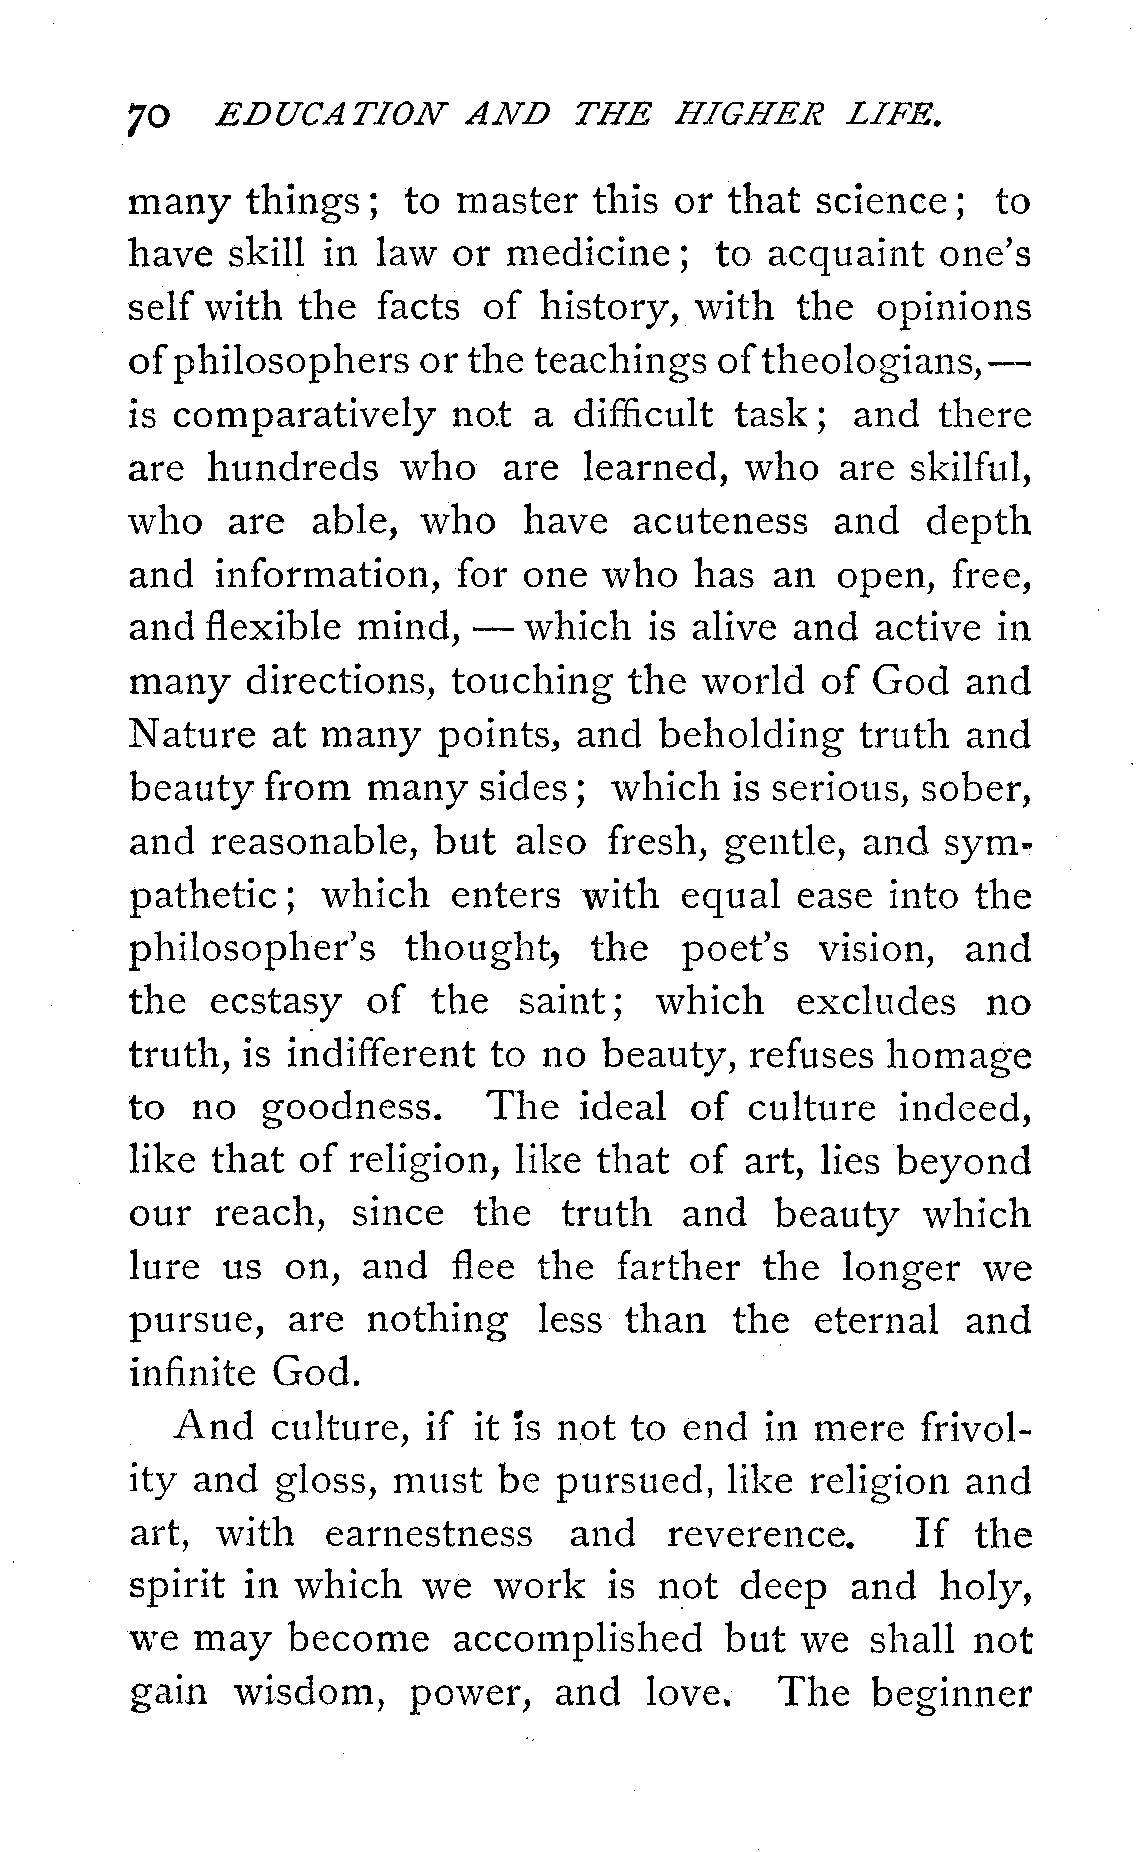 70 EDUCATION AND THE HIGHER LIFE.
many things; to master this or that science; to
have skill in law or medicine; to acquaint one's
self with the facts of history, with the opinions
of philosophers or the teachings of theologians,—
is comparatively not a difficult task; and there
are hundreds who are learned, who are skilful,
who are able, who have acuteness and depth
and information, for one who has an open, free,
and flexible mind, — which is alive and active in
many directions, touching the world of God and
Nature at many points, and beholding truth and
beauty from many sides; which is serious, sober,
and reasonable, but also fresh, gentle, and sym-
pathetic; which enters with equal ease into the
philosopher's thought, the poet's vision, and
the ecstasy of the saint; which excludes no
truth, is indifferent to no beauty, refuses homage
to no goodness. The ideal of culture indeed,
like that of religion, like that of art, lies beyond
our reach, since the truth and beauty which
lure us on, and flee the farther the longer we
pursue, are nothing less than the eternal and
infinite God.
And culture, if it is not to end in mere frivol-
ity and gloss, must be pursued, like religion and
art, with earnestness and reverence. If the
spirit in which we work is not deep and holy,
we may become accomplished but we shall not
gain wisdom, power, and love. The beginner